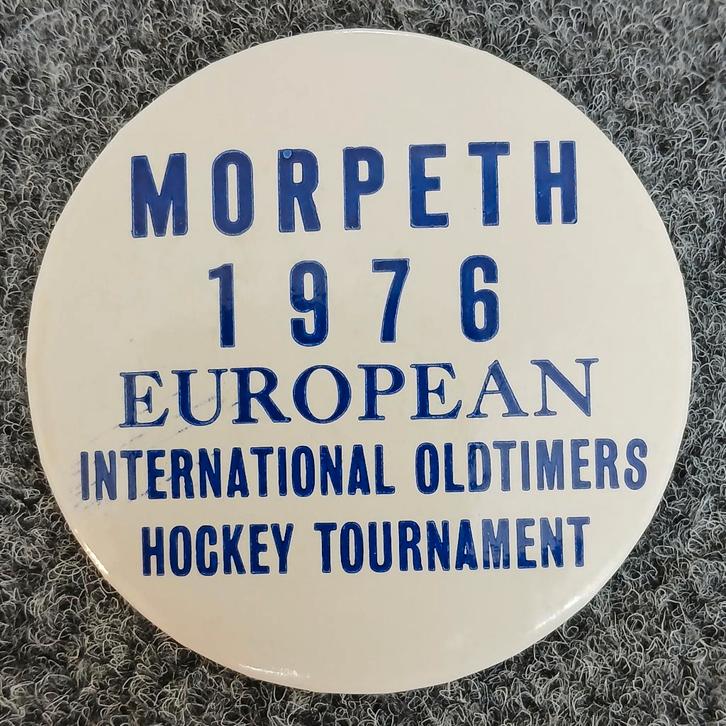 MORPETH
1976
EUROPEAN
INTERNATIONAL OLDTIMERS
HOCKEY TOURNAMENT